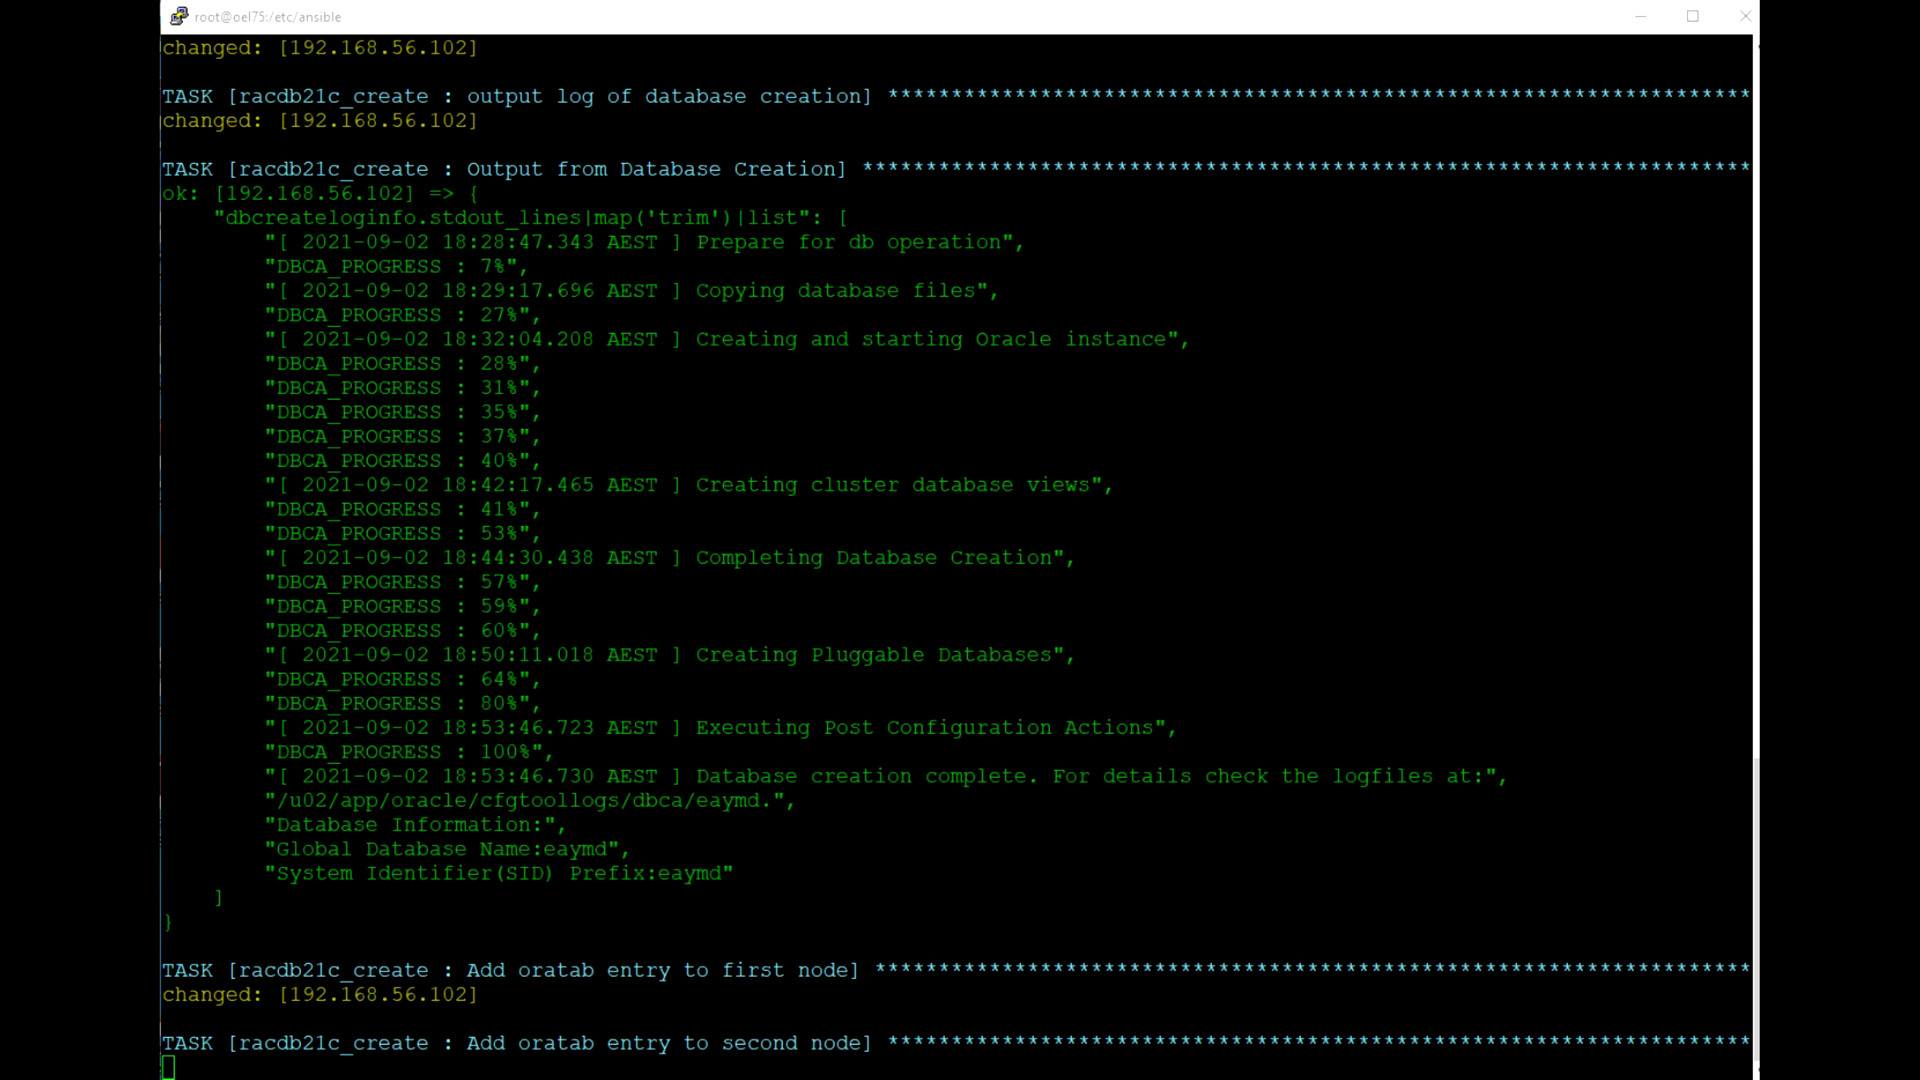 root@oel75:/etc/ansible
changed: [192.168.56.102]
TASK [racdb21c_create : output log of database creation] ********************************************************************
changed: [192.168.56.102]
TASK [racdb21c_create : Output from Database Creation] **********************************************************************
ok: [192.168.56.102] => {
    "dbcreateloginfo.stdout_lines|map('trim')|list": [
        "[ 2021-09-02 18:28:47.343 AEST ] Prepare for db operation",
        "DBCA_PROGRESS : 7%",
        "[ 2021-09-02 18:29:17.696 AEST ] Copying database files",
        "DBCA_PROGRESS : 27%",
        "[ 2021-09-02 18:32:04.208 AEST ] Creating and starting Oracle instance",
        "DBCA_PROGRESS : 28%",
        "DBCA_PROGRESS : 31%",
        "DBCA_PROGRESS : 35%",
        "DBCA_PROGRESS : 37%",
        "DBCA_PROGRESS : 40%",
        "[ 2021-09-02 18:42:17.465 AEST ] Creating cluster database views",
        "DBCA_PROGRESS : 41%",
        "DBCA_PROGRESS : 53%",
        "[ 2021-09-02 18:44:30.438 AEST ] Completing Database Creation",
        "DBCA_PROGRESS : 57%",
        "DBCA_PROGRESS : 59%",
        "DBCA_PROGRESS : 60%",
        "[ 2021-09-02 18:50:11.018 AEST ] Creating Pluggable Databases",
        "DBCA_PROGRESS : 64%",
        "DBCA_PROGRESS : 80%",
        "[ 2021-09-02 18:53:46.723 AEST ] Executing Post Configuration Actions",
        "DBCA_PROGRESS : 100%",
        "[ 2021-09-02 18:53:46.730 AEST ] Database creation complete. For details check the logfiles at:",
        "/u02/app/oracle/cfgtoollogs/dbca/eaymd.",
        "Database Information:",
        "Global Database Name:eaymd",
        "System Identifier(SID) Prefix:eaymd"
    ]
}
TASK [racdb21c_create : Add oratab entry to first node] *********************************************************************
changed: [192.168.56.102]
TASK [racdb21c_create : Add oratab entry to second node] ********************************************************************